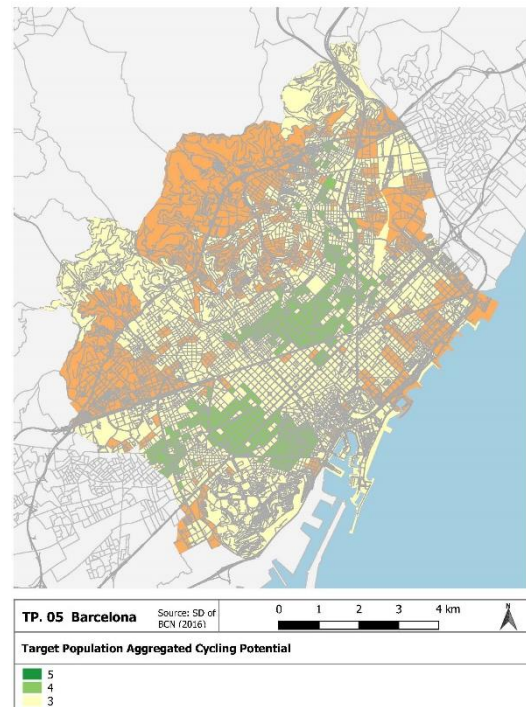 TP. 05 Barcelona
Source: SD of
BCN (2016)
0 1 2 3 4 km
N
Target Population Aggregated Cycling Potential
5
4
3